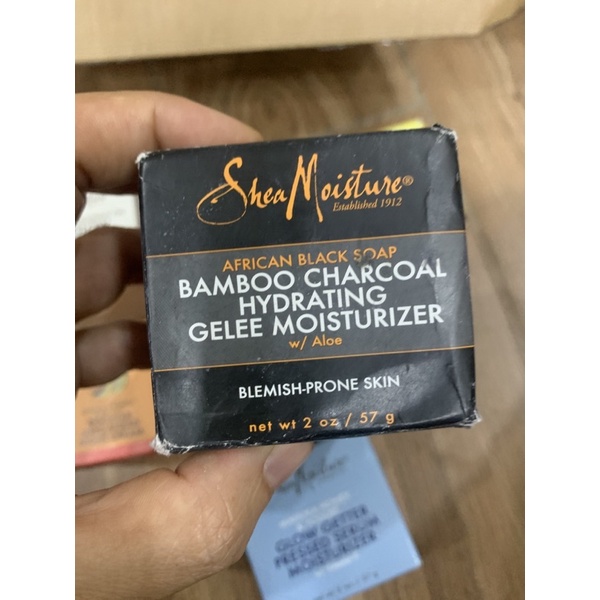 SheaMoisture®
Established 1912
AFRICAN BLACK SOAP
BAMBOO CHARCOAL
HYDRATING
GELEE MOISTURIZER
w/ Aloe
BLEMISH-PRONE SKIN
net wt 2 oz / 57 g
GLOW GETTER
PRESSED SERUM
MOISTURIZER